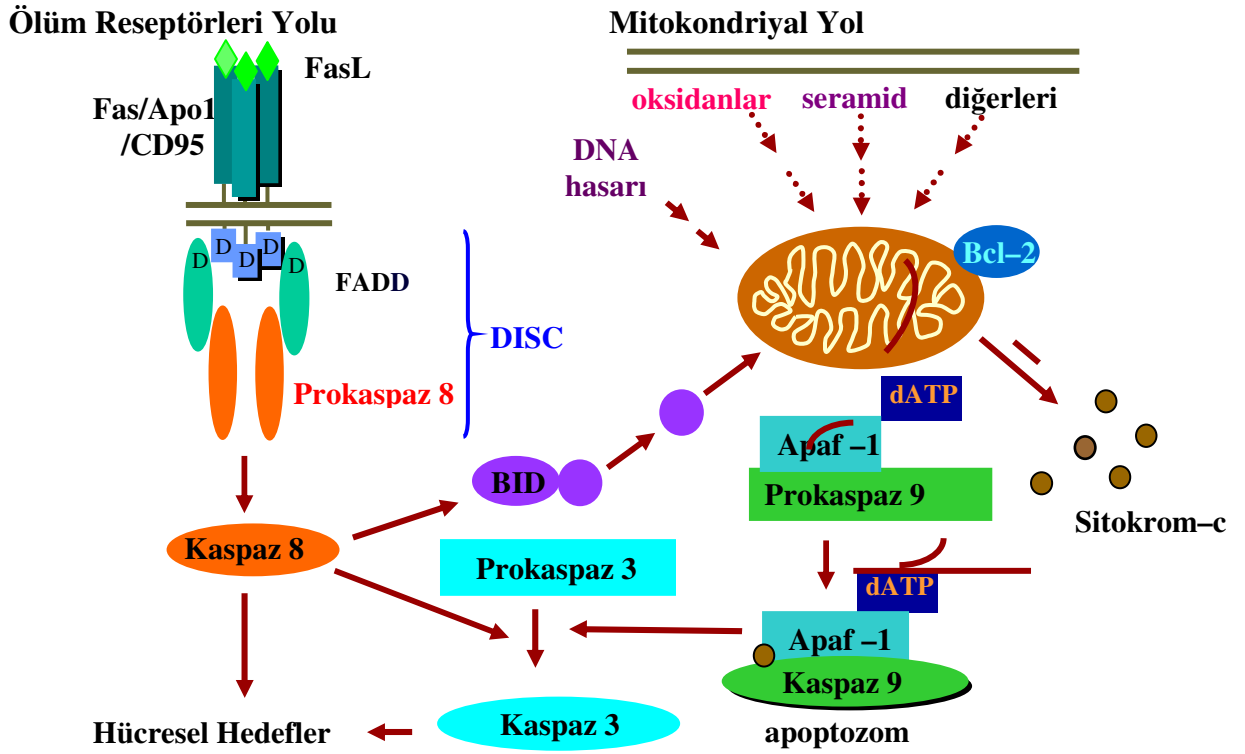 Ölüm Reseptörleri Yolu
Mitokondriyal Yol
FasL
Fas/Apo1
/CD95
oksidanlar
seramid
diğerleri
DNA
hasarı
D
D
D
D
D
FADD
Bcl–2
DISC
Prokaspaz 8
dATP
Apaf –1
BID
Prokaspaz 9
Sitokrom–c
Kaspaz 8
Prokaspaz 3
dATP
Apaf –1
Kaspaz 9
Hücresel Hedefler
Kaspaz 3
apoptozom